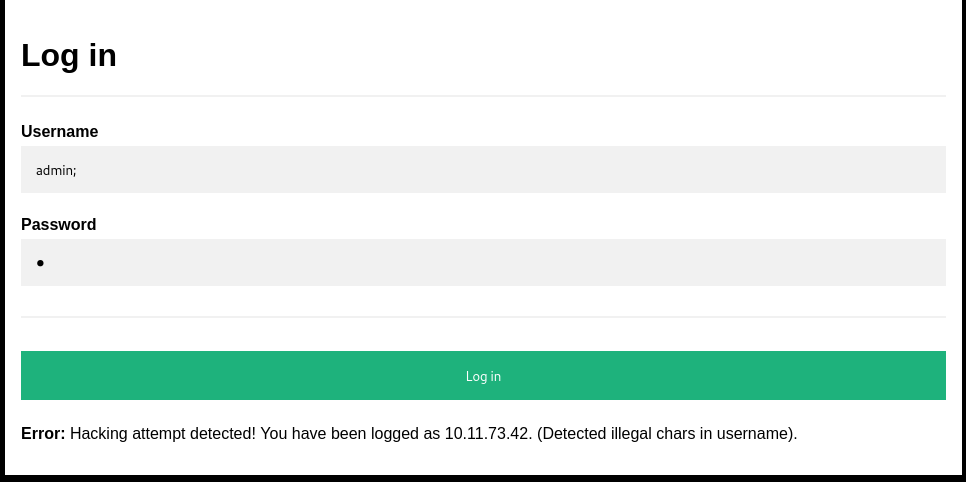 Log in
Username
admin;
Password
Log in
Error: Hacking attempt detected! You have been logged as 10.11.73.42. (Detected illegal chars in username).